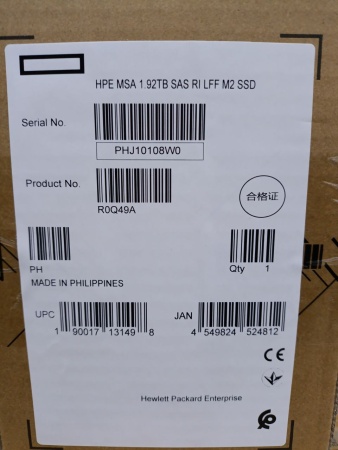 HPE MSA 1.92TB SAS RI LFF M2 SSD
Serial No.
PHJ10108W0
Product No.
R0Q49A
合格证
PH
Qty 1
MADE IN PHILIPPINES
UPC 1 90017 13149 8
JAN 4 549824 524812
CE
Hewlett Packard Enterprise